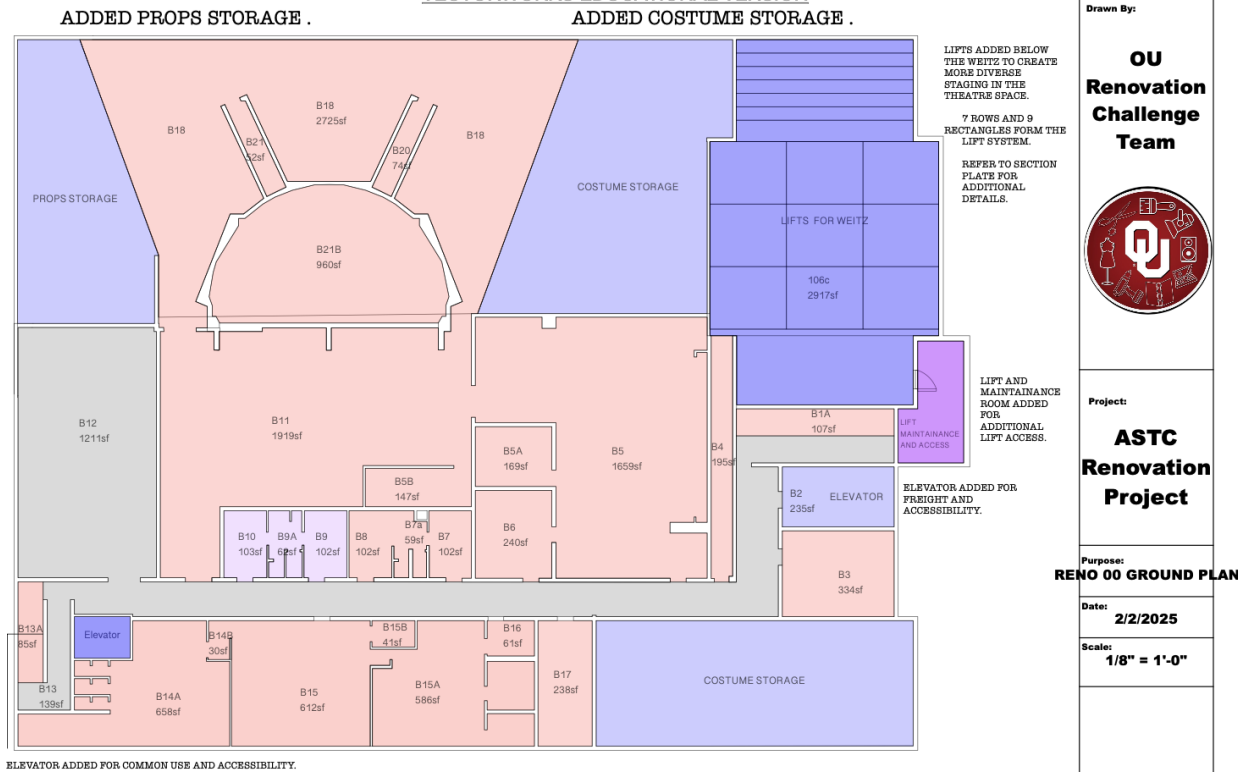 ADDED PROPS STORAGE .
ADDED COSTUME STORAGE .
LIFTS ADDED BELOW
THE WEITZ TO CREATE
MORE DIVERSE
STAGING IN THE
THEATRE SPACE.
7 ROWS AND 9
RECTANGLES FORM THE
LIFT SYSTEM.
REFER TO SECTION
PLATE FOR
ADDITIONAL
DETAILS.
B18
B18
2725sf
B18
B21
52sf
B20
74sf
PROPS STORAGE
COSTUME STORAGE
LIFTS FOR WEITZ
B21B
960sf
106c
2917sf
B12
1211sf
B11
1919sf
B5A
169sf
B5
1659sf
B4
195sf
B1A
107sf
LIFT
MAINTAINANCE
AND ACCESS
LIFT AND
MAINTAINANCE
ROOM ADDED
FOR
ADDITIONAL
LIFT ACCESS.
B5B
147sf
B2
235sf
ELEVATOR
ELEVATOR ADDED FOR
FREIGHT AND
ACCESSIBILITY.
B10
103sf
B9A
62sf
B9
102sf
B8
102sf
B7a
59sf
B7
102sf
B6
240sf
B3
334sf
B13A
85sf
Elevator
B14B
30sf
B15B
41sf
B16
61sf
B13
139sf
B14A
658sf
B15
612sf
B15A
586sf
B17
238sf
COSTUME STORAGE
ELEVATOR ADDED FOR COMMON USE AND ACCESSIBILITY.
Drawn By:
OU
Renovation
Challenge
Team
OU
Project:
ASTC
Renovation
Project
Purpose:
RENO 00 GROUND PLAN
Date:
2/2/2025
Scale:
1/8" = 1'-0"